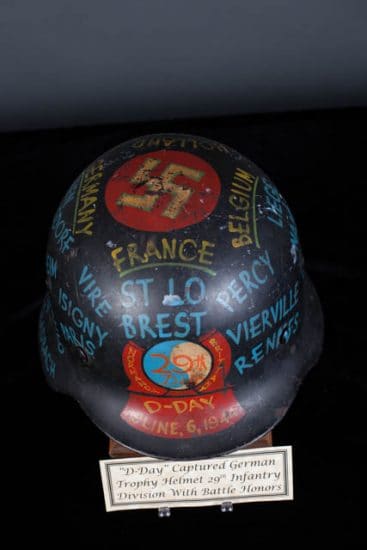 HOLLAND
GERMANY
BELGIUM
FRANCE
VIRE
ST LO
PERCY
ISIGNY
BREST
VIERVILLE
RENNES
29th
D-DAY
JUNE, 6, 1944
"D-Day" Captured German
Trophy Helmet 29th Infantry
Division With Battle Honors